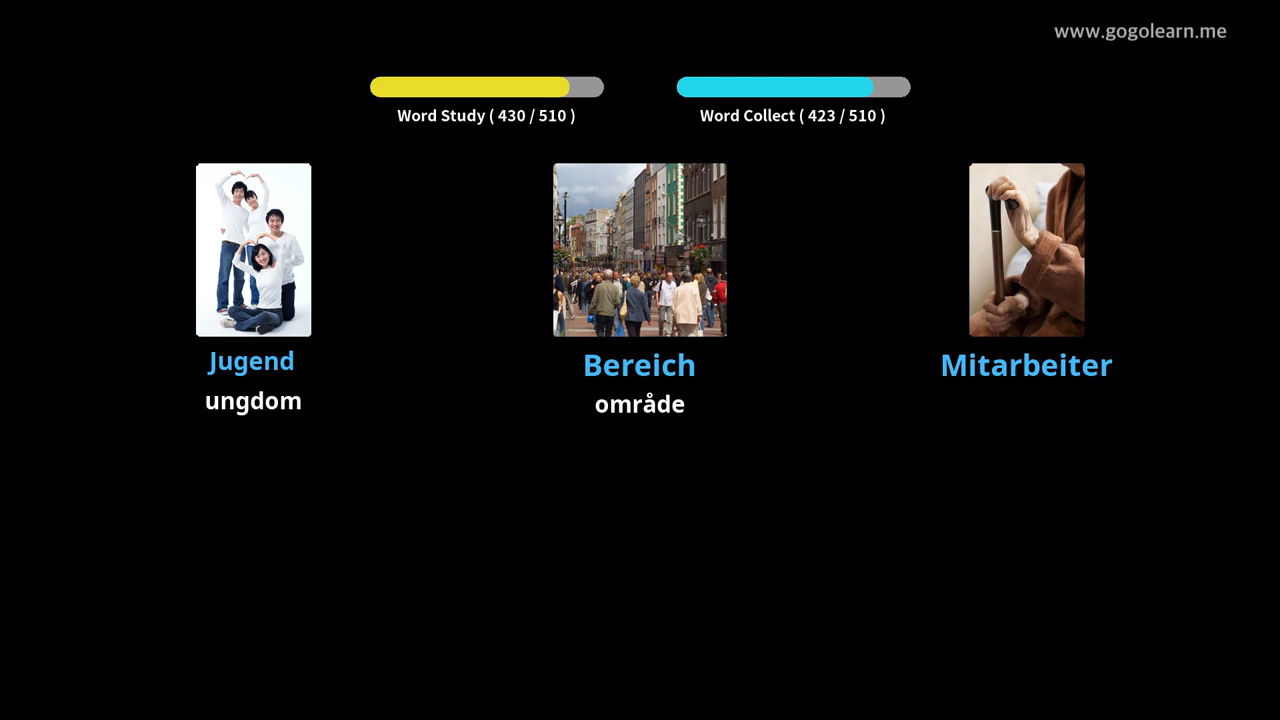 www.gogolearn.me
Word Study ( 430 / 510 )
Word Collect ( 423 / 510 )
Jugend
ungdom
Bereich
område
Mitarbeiter